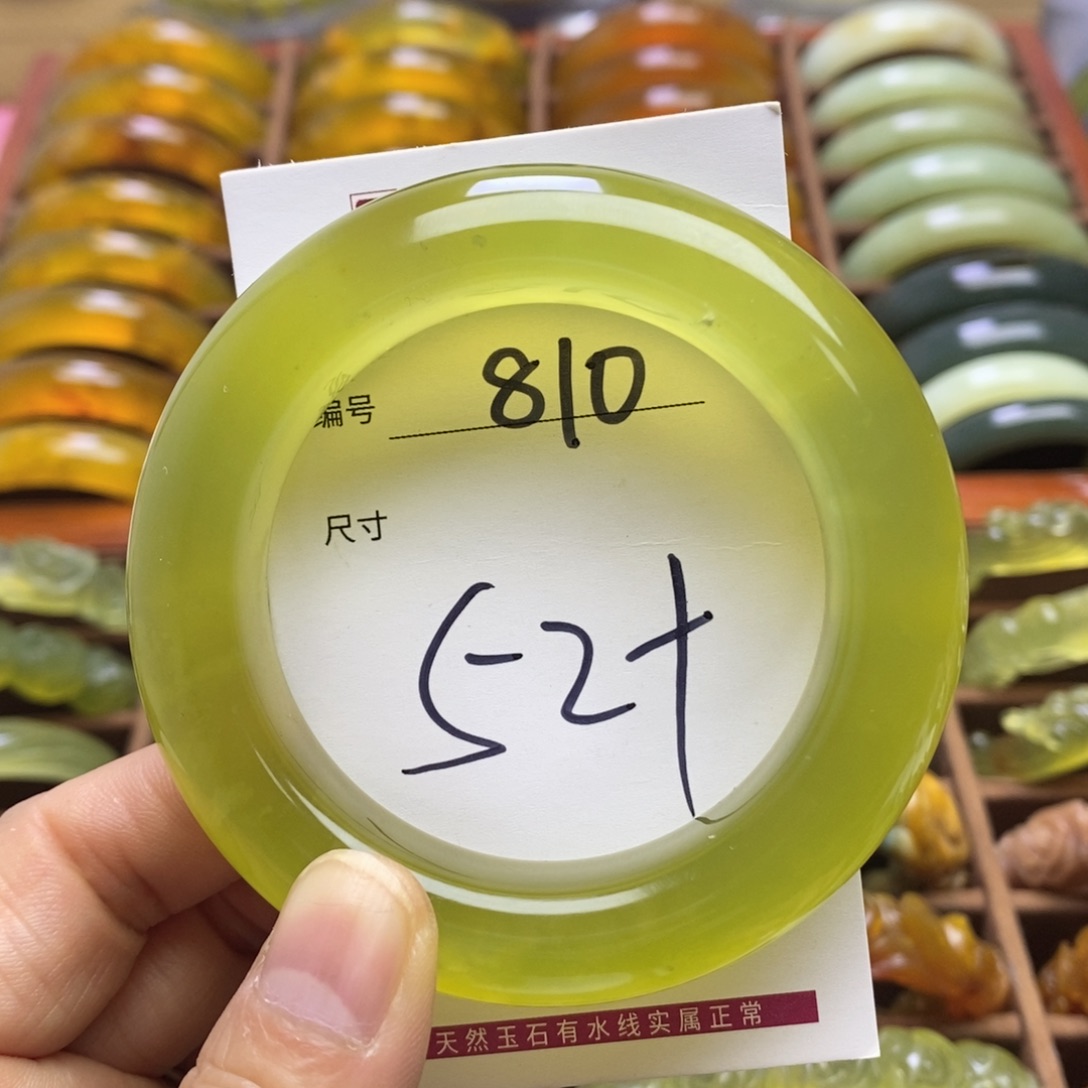 编号 810
尺寸
52+
天然玉石有水线实属正常